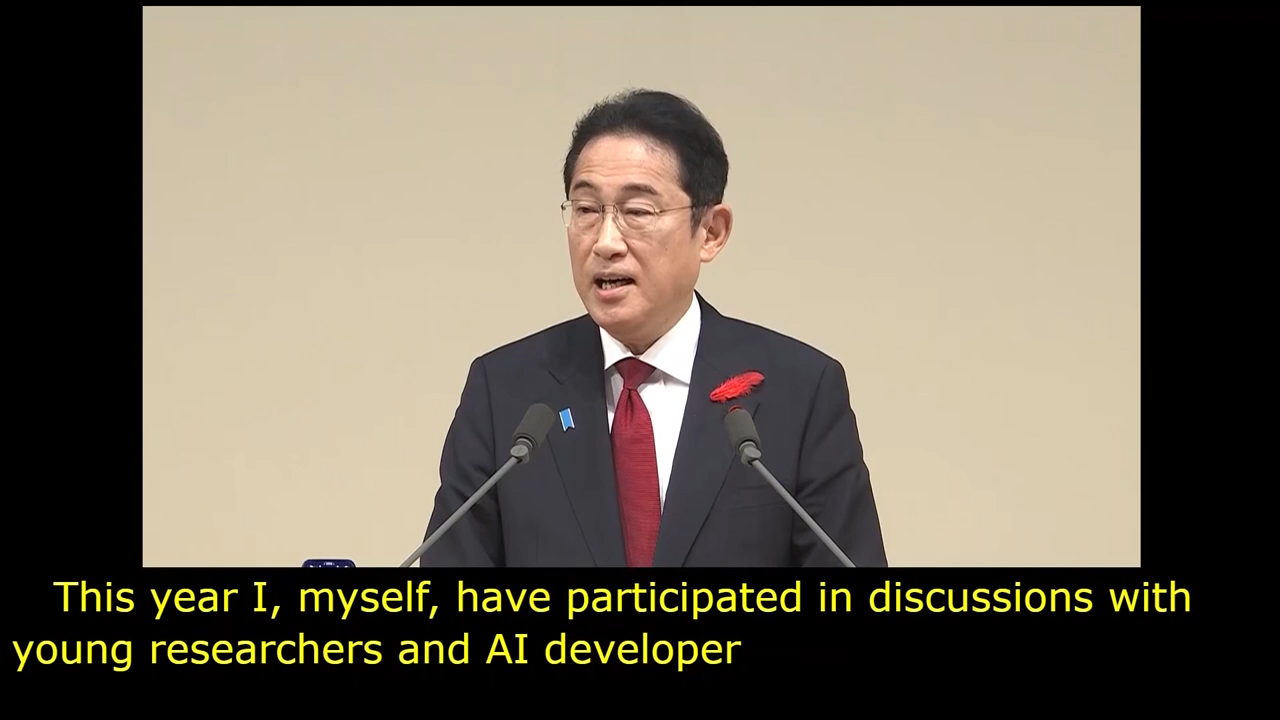 This year I, myself, have participated in discussions with
young researchers and AI developer